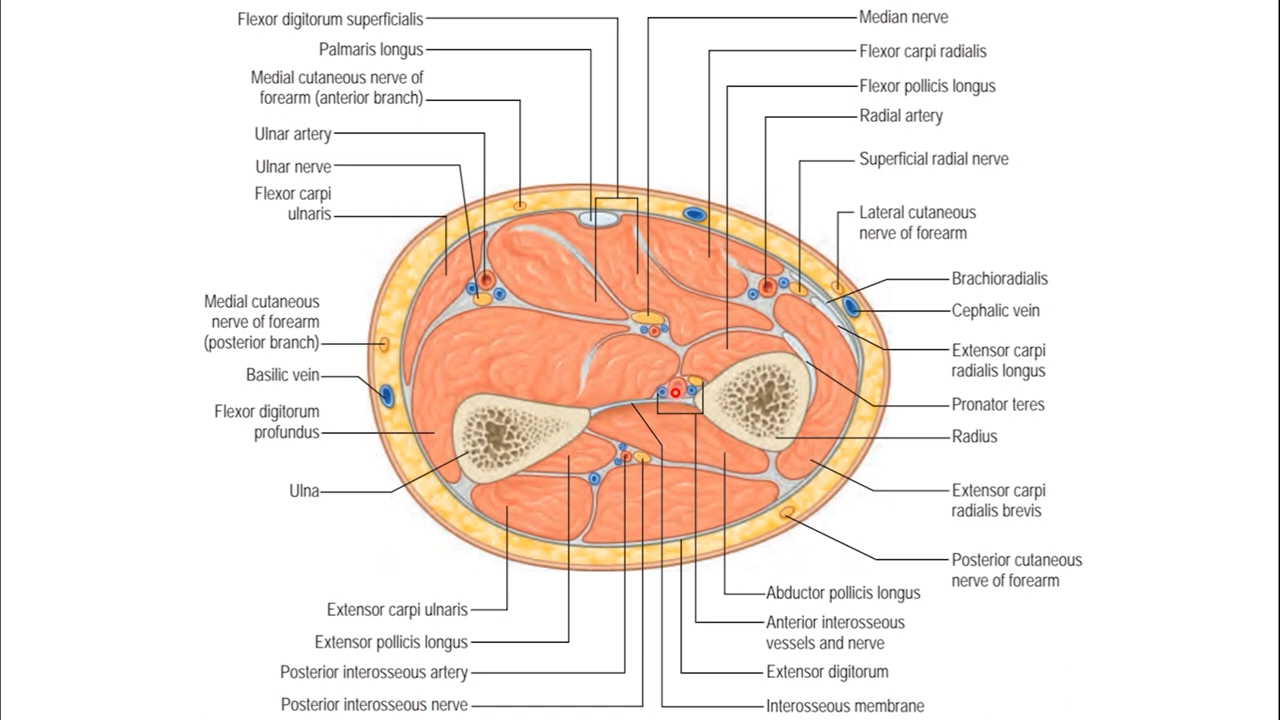 Flexor digitorum superficialis
Palmaris longus
Medial cutaneous nerve of
forearm (anterior branch)
Ulnar artery
Ulnar nerve
Flexor carpi
ulnaris
Medial cutaneous
nerve of forearm
(posterior branch)
Basilic vein
Flexor digitorum
profundus
Ulna
Extensor carpi ulnaris
Extensor pollicis longus
Posterior interosseous artery
Posterior interosseous nerve
Median nerve
Flexor carpi radialis
Flexor pollicis longus
Radial artery
Superficial radial nerve
Lateral cutaneous
nerve of forearm
Brachioradialis
Cephalic vein
Extensor carpi
radialis longus
Pronator teres
Radius
Extensor carpi
radialis brevis
Posterior cutaneous
nerve of forearm
Abductor pollicis longus
Anterior interosseous
vessels and nerve
Extensor digitorum
Interosseous membrane